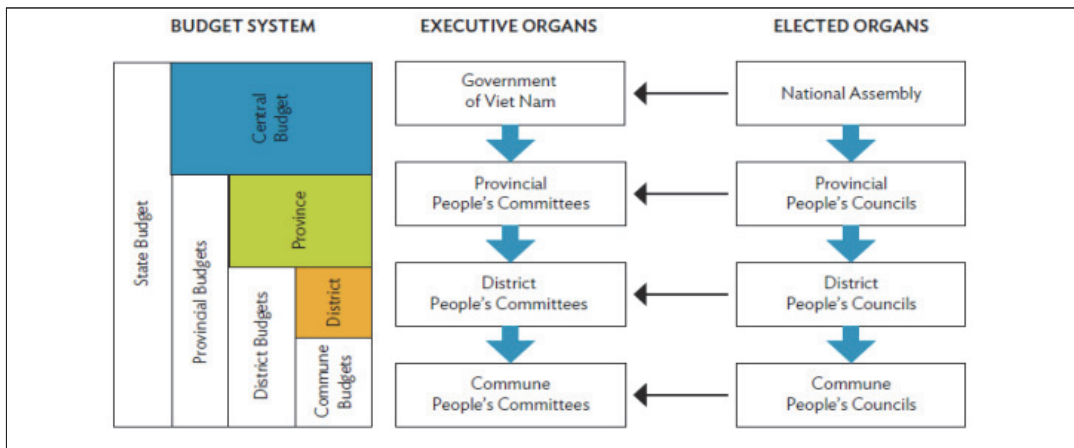 BUDGET SYSTEM
EXECUTIVE ORGANS
ELECTED ORGANS
State Budget
Provincial Budgets
Central
Budget
Province
District Budgets
District
Commune
Budgets
Government
of Viet Nam
National Assembly
Provincial
People's Committees
Provincial
People's Councils
District
People's Committees
District
People's Councils
Commune
People's Committees
Commune
People's Councils